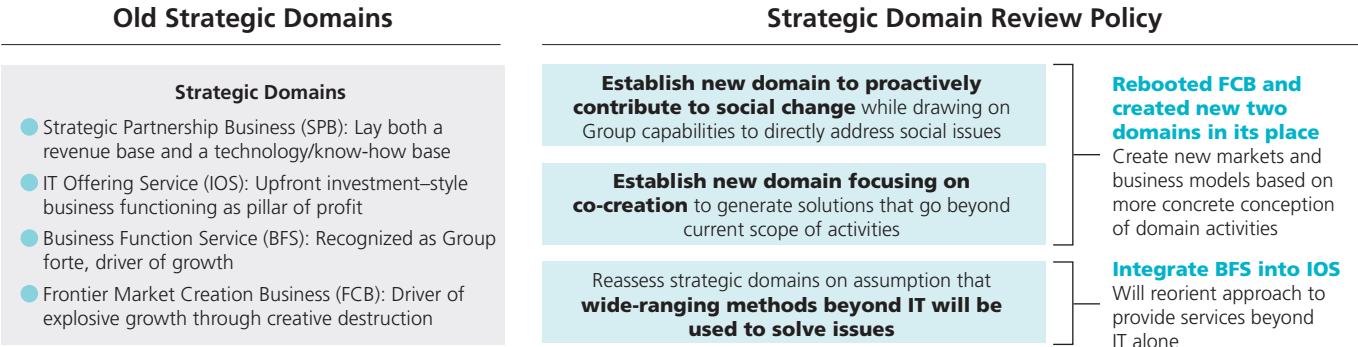 Old Strategic Domains
Strategic Domains
Strategic Partnership Business (SPB): Lay both a
revenue base and a technology/know-how base
IT Offering Service (IOS): Upfront investment–style
business functioning as pillar of profit
Business Function Service (BFS): Recognized as Group
forte, driver of growth
Frontier Market Creation Business (FCB): Driver of
explosive growth through creative destruction
Strategic Domain Review Policy
Establish new domain to proactively
contribute to social change while drawing on
Group capabilities to directly address social issues
Establish new domain focusing on
co-creation to generate solutions that go beyond
current scope of activities
Rebooted FCB and
created new two
domains in its place
Create new markets and
business models based on
more concrete conception
of domain activities
Reassess strategic domains on assumption that
wide-ranging methods beyond IT will be
used to solve issues
Integrate BFS into IOS
Will reorient approach to
provide services beyond
IT alone